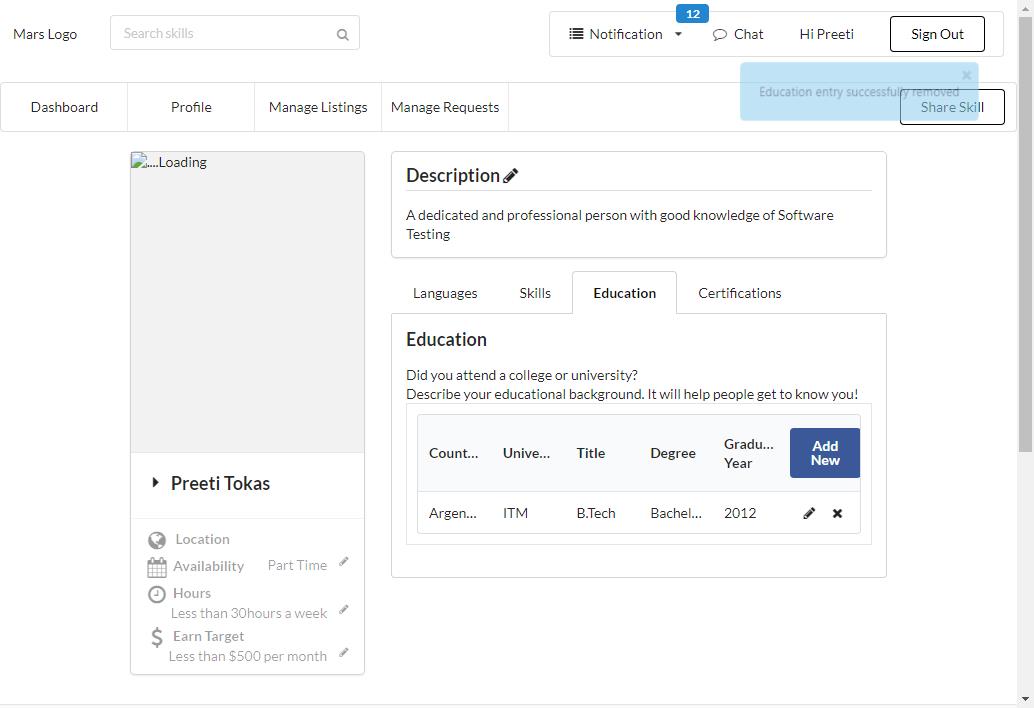 Mars Logo
Search skills
12
Notification
Chat
Hi Preeti
Sign Out
Dashboard
Profile
Manage Listings
Manage Requests
Education entry successfully removed
Share Skill
....Loading
Preeti Tokas
Location
Availability Part Time
Hours
Less than 30hours a week
Earn Target
Less than $500 per month
Description
A dedicated and professional person with good knowledge of Software
Testing
Languages
Skills
Education
Certifications
Education
Did you attend a college or university?
Describe your educational background. It will help people get to know you!
Count... Unive... Title Degree Gradu... Year
Add
New
Argen... ITM B.Tech Bachel... 2012